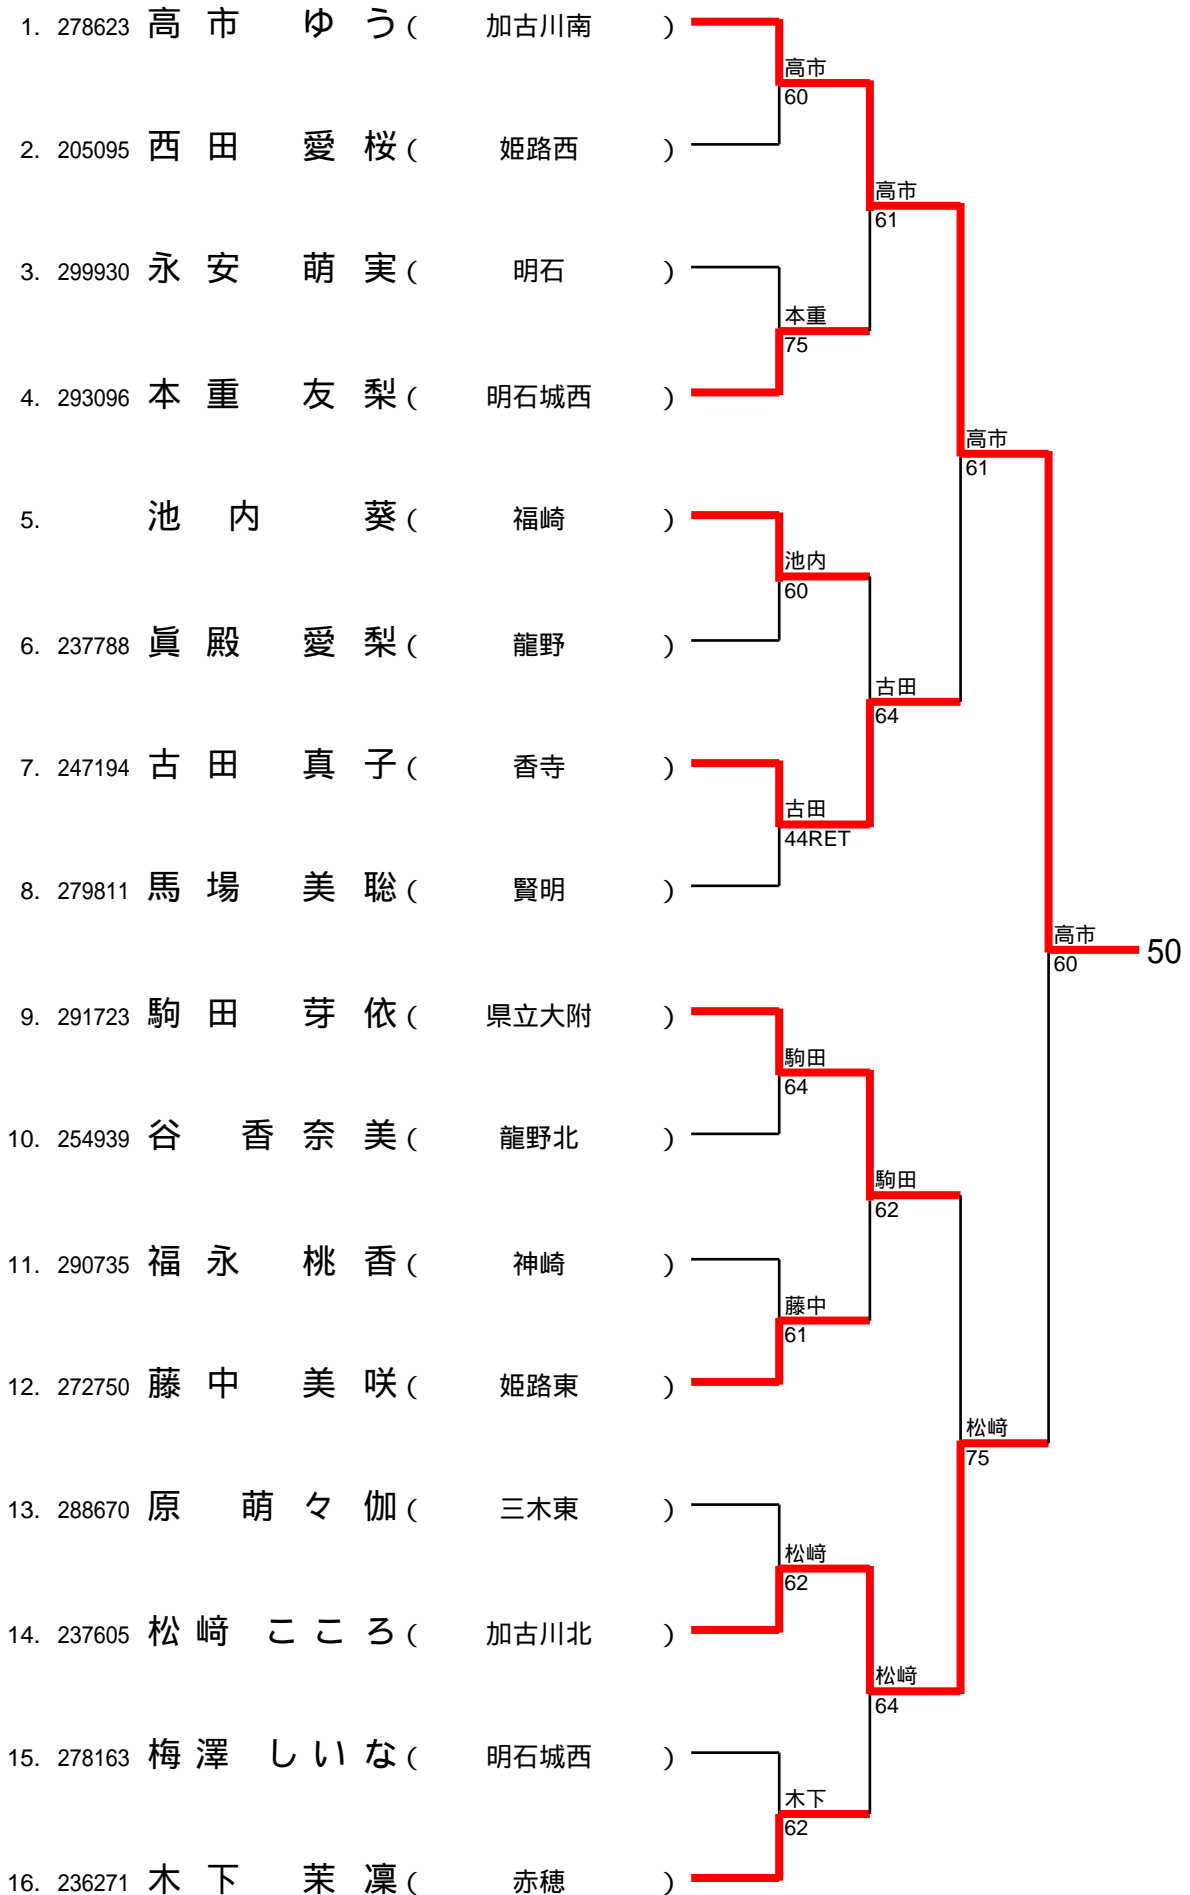 1. 278623 高市 ゆう ( 加古川南 )
高市
60
2. 205095 西田 愛桜 ( 姫路西 )
高市
61
3. 299930 永安 萌実 ( 明石 )
本重
75
4. 293096 本重 友梨 ( 明石城西 )
高市
61
5. 池内 葵 ( 福崎 )
池内
60
6. 237788 眞殿 愛梨 ( 龍野 )
古田
64
7. 247194 古田 真子 ( 香寺 )
古田
44RET
8. 279811 馬場 美聡 ( 賢明 )
高市
60
50
9. 291723 駒田 芽依 ( 県立大附 )
駒田
64
10. 254939 谷 香奈美 ( 龍野北 )
駒田
62
11. 290735 福永 桃香 ( 神崎 )
藤中
61
12. 272750 藤中 美咲 ( 姫路東 )
松﨑
75
13. 288670 原 萌々伽 ( 三木東 )
松﨑
62
14. 237605 松﨑 こころ ( 加古川北 )
松﨑
64
15. 278163 梅澤 しいな ( 明石城西 )
木下
62
16. 236271 木下 茉凜 ( 赤穂 )